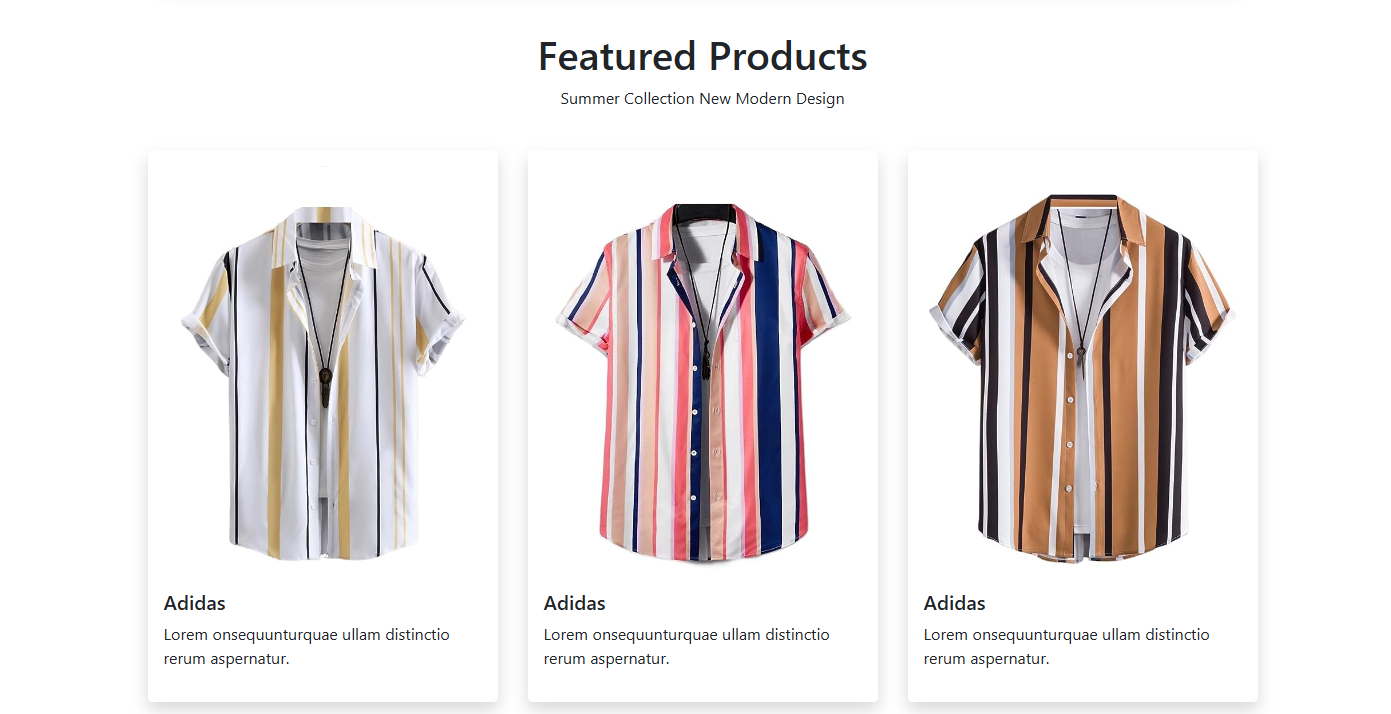 Featured Products
Summer Collection New Modern Design
Adidas
Lorem onsequunturquae ullam distinctio
rerum aspernatur.
Adidas
Lorem onsequunturquae ullam distinctio
rerum aspernatur.
Adidas
Lorem onsequunturquae ullam distinctio
rerum aspernatur.